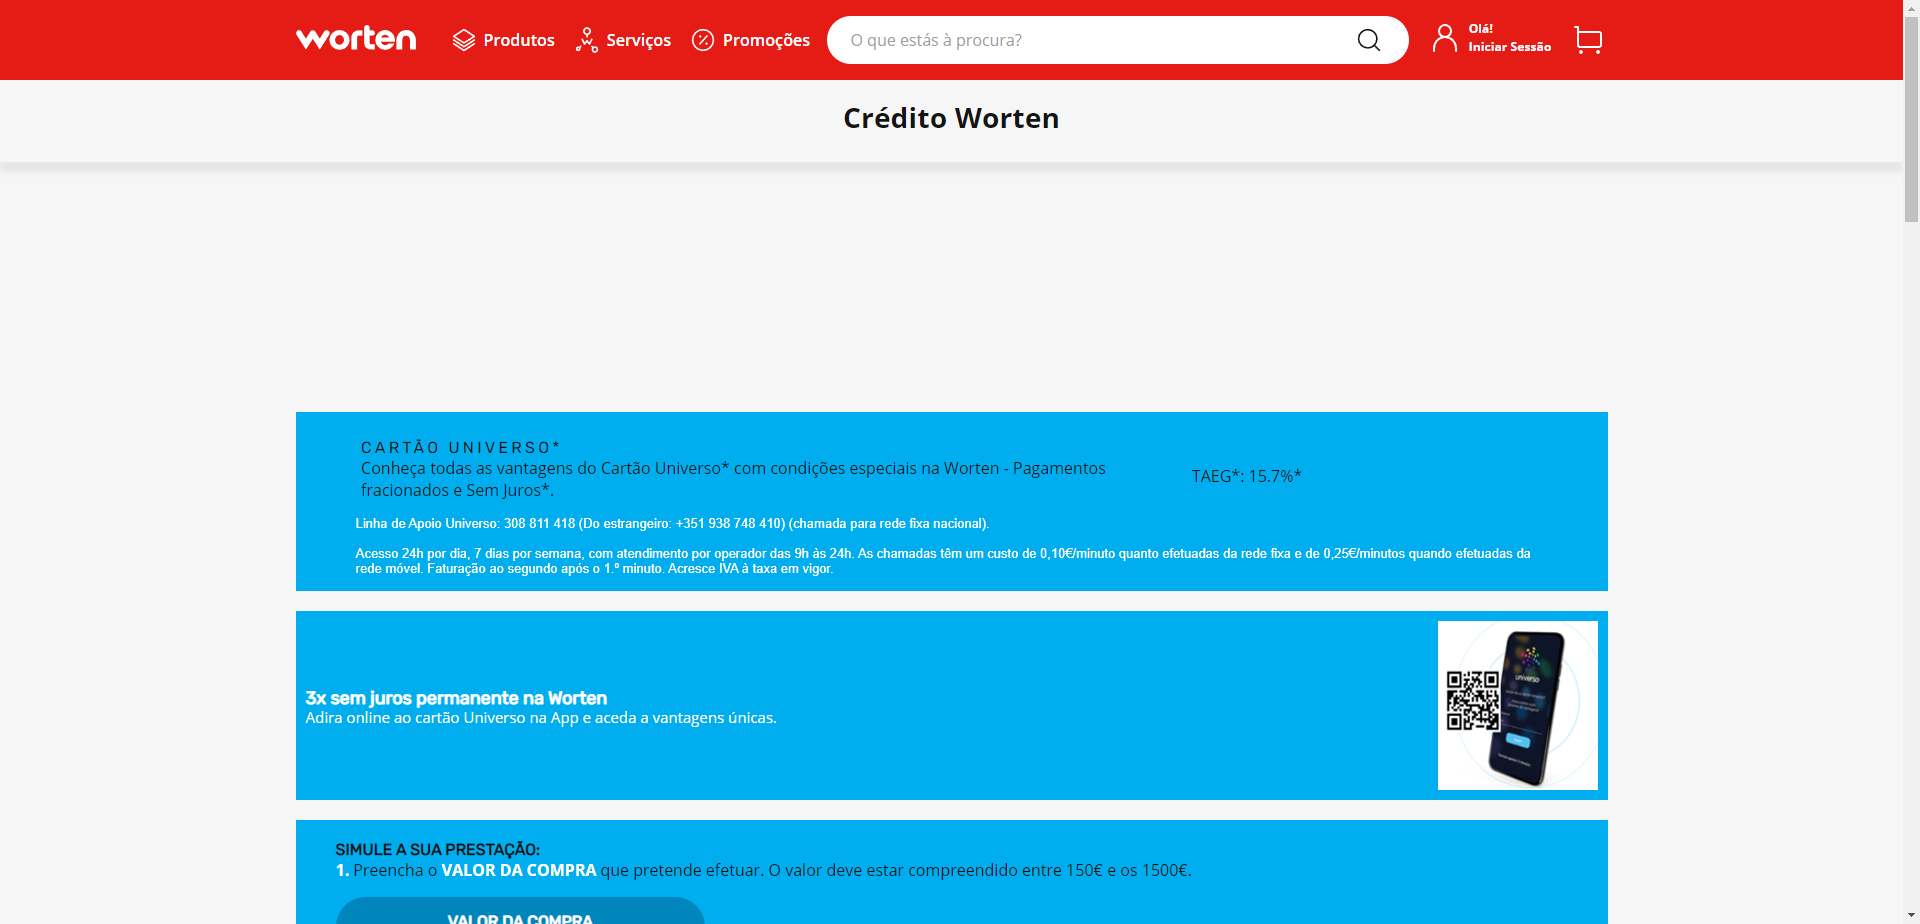 worten
Produtos
Serviços
Promoções
O que estás à procura?
Olá!
Iniciar Sessão
Crédito Worten
CARTÃO UNIVERSO*
Conheça todas as vantagens do Cartão Universo* com condições especiais na Worten - Pagamentos
fracionados e Sem Juros*.
TAEG*: 15.7%*
Linha de Apoio Universo: 308 811 418 (Do estrangeiro: +351 938 748 410) (chamada para rede fixa nacional).
Acesso 24h por dia, 7 dias por semana, com atendimento por operador das 9h às 24h. As chamadas têm um custo de 0,10€/minuto quanto efetuadas da rede fixa e de 0,25€/minutos quando efetuadas da
rede móvel. Faturação ao segundo após o 1.º minuto. Acresce IVA à taxa em vigor.
3x sem juros permanente na Worten
Adira online ao cartão Universo na App e aceda a vantagens únicas.
universo
SIMULE A SUA PRESTAÇÃO:
1. Preencha o VALOR DA COMPRA que pretende efetuar. O valor deve estar compreendido entre 150€ e os 1500€.
VALOR DA COMPRA